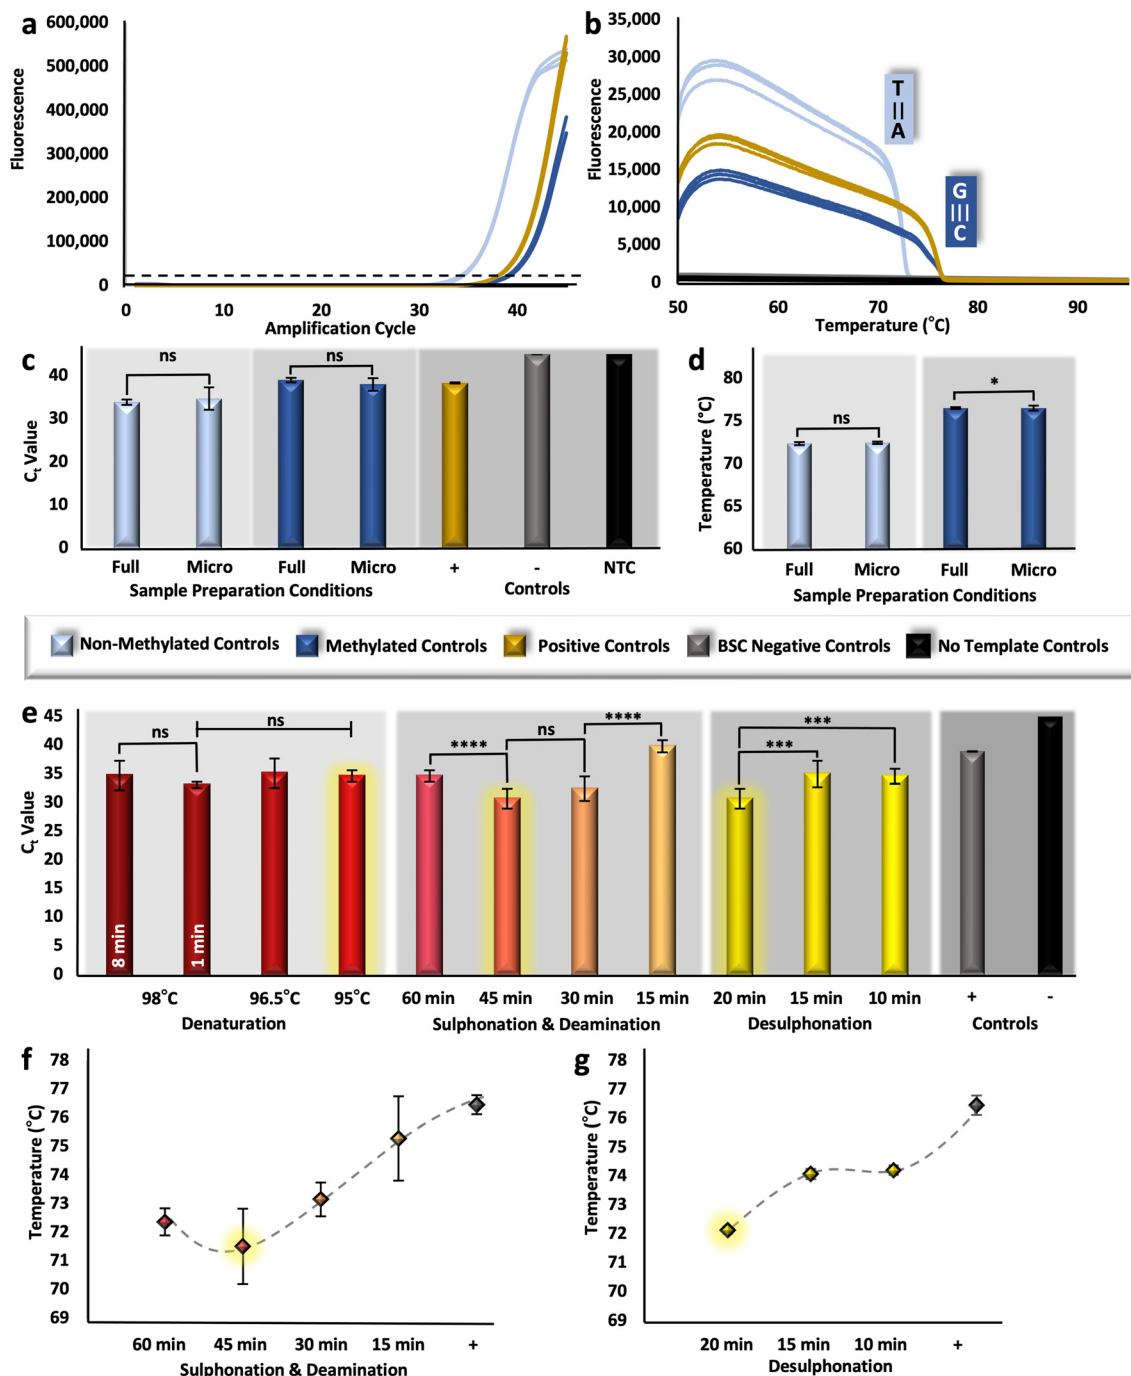 a
600,000
500,000
400,000
300,000
200,000
100,000
0
Fluorescence
0 10 20 30 40
Amplification Cycle
b
35,000
30,000
25,000
20,000
15,000
10,000
5,000
0
Fluorescence
T
A
G
C
50 60 70 80 90
Temperature (°C)
c
40
30
20
10
0
Ct Value
ns
ns
Full Micro Full Micro + - NTC
Sample Preparation Conditions Controls
d
80
75
70
65
60
Temperature (°C)
ns
*
Full Micro Full Micro
Sample Preparation Conditions
Non-Methylated Controls Methylated Controls Positive Controls BSC Negative Controls No Template Controls
e
45
40
35
30
25
20
15
10
5
0
Ct Value
ns
ns
****
ns
****
***
***
8 min
1 min
98°C 96.5°C 95°C 60 min 45 min 30 min 15 min 20 min 15 min 10 min + -
Denaturation Sulphonation & Deamination Desulphonation Controls
f
78
77
76
75
74
73
72
71
70
69
Temperature (°C)
60 min 45 min 30 min 15 min +
Sulphonation & Deamination
g
78
77
76
75
74
73
72
71
70
69
Temperature (°C)
20 min 15 min 10 min +
Desulphonation